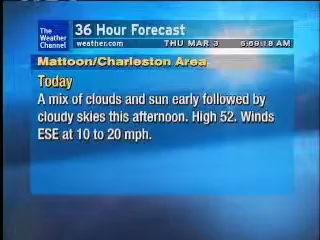 The
Weather
Channel
36 Hour Forecast
weather.com THU MAR 3 6:59:18 AM
Mattoon/Charleston Area
Today
A mix of clouds and sun early followed by
cloudy skies this afternoon. High 52. Winds
ESE at 10 to 20 mph.